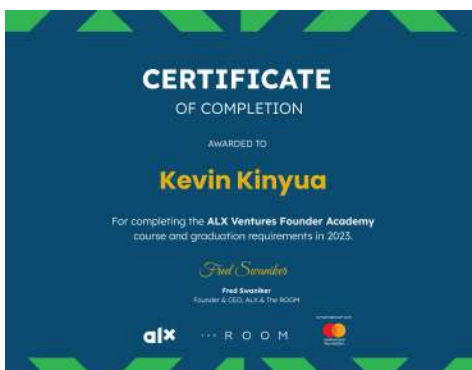 CERTIFICATE
OF COMPLETION
AWARDED TO
Kevin Kinyua
For completing the ALX Ventures Founder Academy
course and graduation requirements in 2023.
Fred Swaniker
Fred Swaniker
Founder & CEO, ALX & The ROOM
alx
ROOM